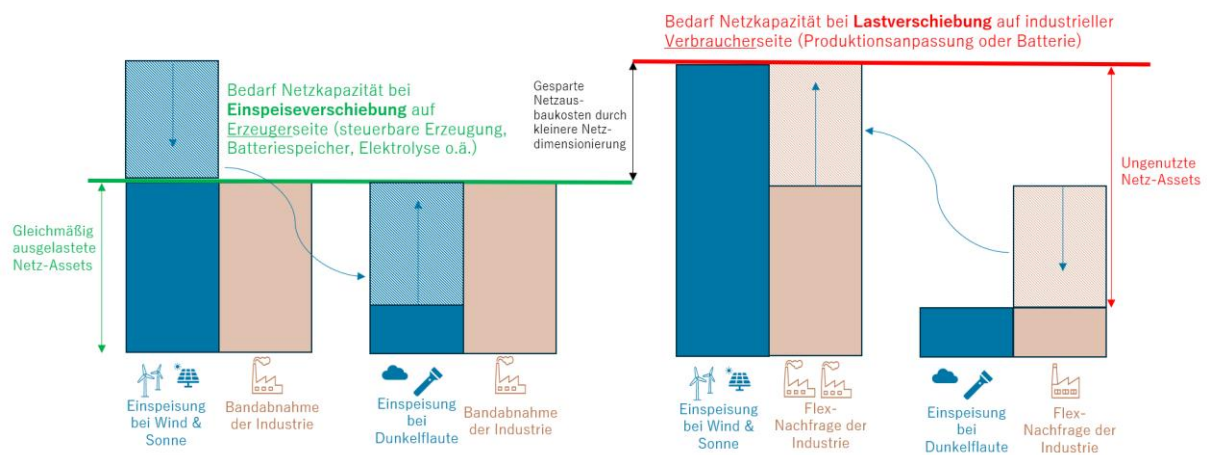 Bedarf Netzkapazität bei Lastverschiebung auf industrieller
Verbraucherseite (Produktionsanpassung oder Batterie)
Bedarf Netzkapazität bei
Einspeiseverschiebung auf
Erzeugerseite (steuerbare Erzeugung,
Batteriespeicher, Elektrolyse o.ä.)
Gesparte
Netzaus-
baukosten durch
kleinere Netz-
dimensionierung
Ungenutzte
Netz-Assets
Gleichmäßig
ausgelastete
Netz-Assets
Einspeisung
bei Wind &
Sonne
Bandabnahme
der Industrie
Einspeisung
bei
Dunkelflaute
Bandabnahme
der Industrie
Einspeisung
bei Wind &
Sonne
Flex-
Nachfrage der
Industrie
Einspeisung
bei
Dunkelflaute
Flex-
Nachfrage der
Industrie